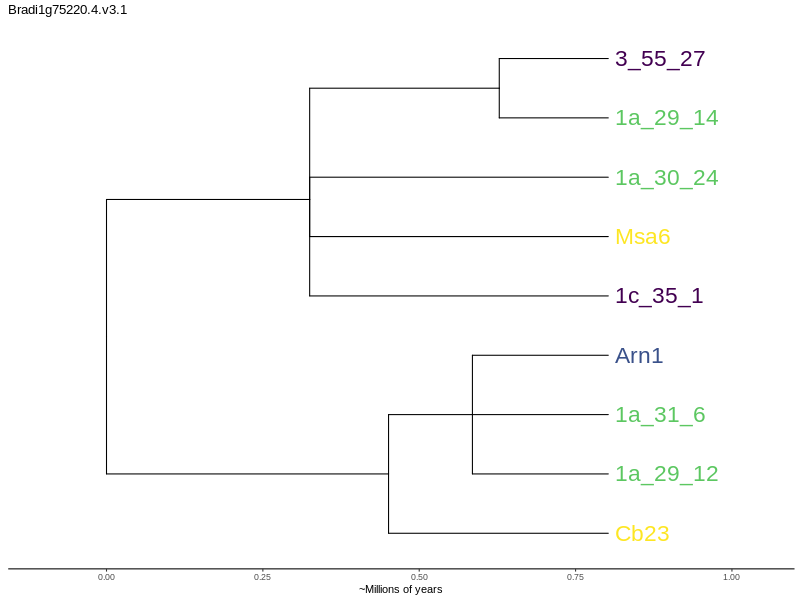 Bradi1g75220.4.v3.1
3_55_27
1a_29_14
1a_30_24
Msa6
1c_35_1
Arn1
1a_31_6
1a_29_12
Cb23
0.00 0.25 0.50 0.75 1.00
~Millions of years